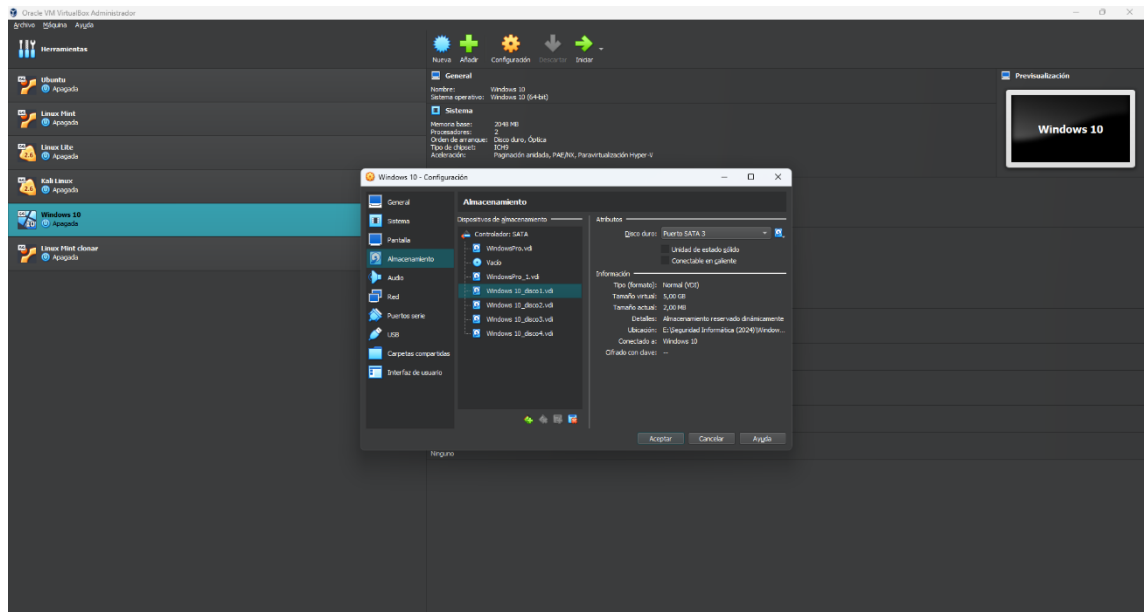 Oracle VM VirtualBox Administrador
Archivo Máquina Ayuda
Herramientas
Nueva Añadir Configuración Descartar Iniciar
Ubuntu
Apagada
Linux Mint
Apagada
Linux Lite
Apagada
Kali Linux
Apagada
Windows 10
Apagada
Linux Mint clonar
Apagada
General
Nombre: Windows 10
Sistema operativo: Windows 10 (64-bit)
Sistema
Memoria base: 2048 MB
Procesadores: 2
Orden de arranque: Disco duro, Óptica
Tipo de chipset: ICH9
Aceleración: Paginación anidada, PAE/NX, Paravirtualización Hyper-V
Previsualización
Windows 10
Windows 10 - Configuración
General
Sistema
Pantalla
Almacenamiento
Audio
Red
Puertos serie
USB
Carpetas compartidas
Interfaz de usuario
Almacenamiento
Dispositivos de almacenamiento
Controlador: SATA
WindowsPro.vdi
Vacío
WindowsPro_1.vdi
Windows 10_disco1.vdi
Windows 10_disco2.vdi
Windows 10_disco3.vdi
Windows 10_disco4.vdi
Atributos
Disco duro: Puerto SATA 3
Unidad de estado sólido
Conectable en caliente
Información
Tipo (formato): Normal (VDI)
Tamaño virtual: 5,00 GB
Tamaño actual: 2,00 MB
Detalles: Almacenamiento reservado dinámicamente
Ubicación: E:\Seguridad Informática (2024)\Window...
Conectado a: Windows 10
Cifrado con clave: --
Aceptar Cancelar Ayuda
Ninguno